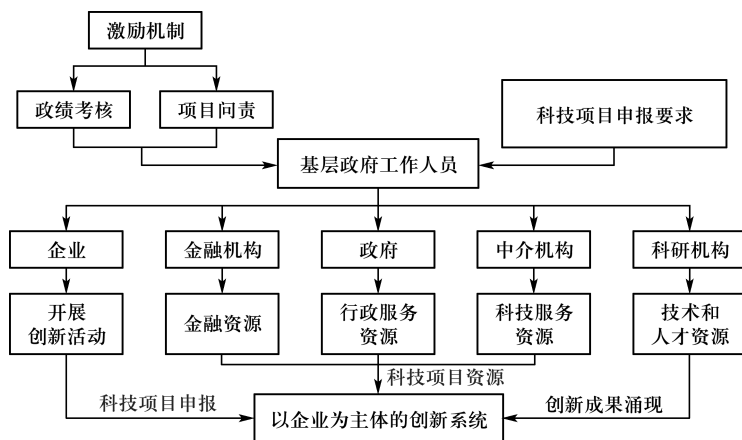 激励机制
政绩考核
项目问责
科技项目申报要求
基层政府工作人员
企业
金融机构
政府
中介机构
科研机构
开展
创新活动
金融资源
行政服务
资源
科技服务
资源
技术和
人才资源
科技项目资源
科技项目申报
创新成果涌现
以企业为主体的创新系统